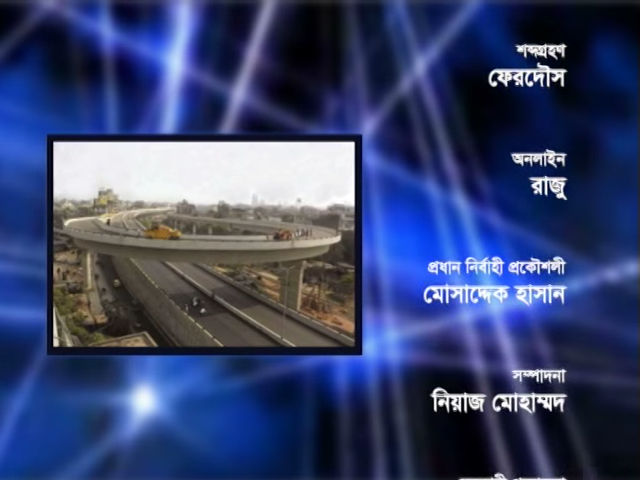 শব্দগ্রহণ
ফেরদৌস
অনলাইন
রাজু
প্রধান নির্বাহী প্রকৌশলী
মোসাদ্দেক হাসান
সম্পাদনা
নিয়াজ মোহাম্মদ